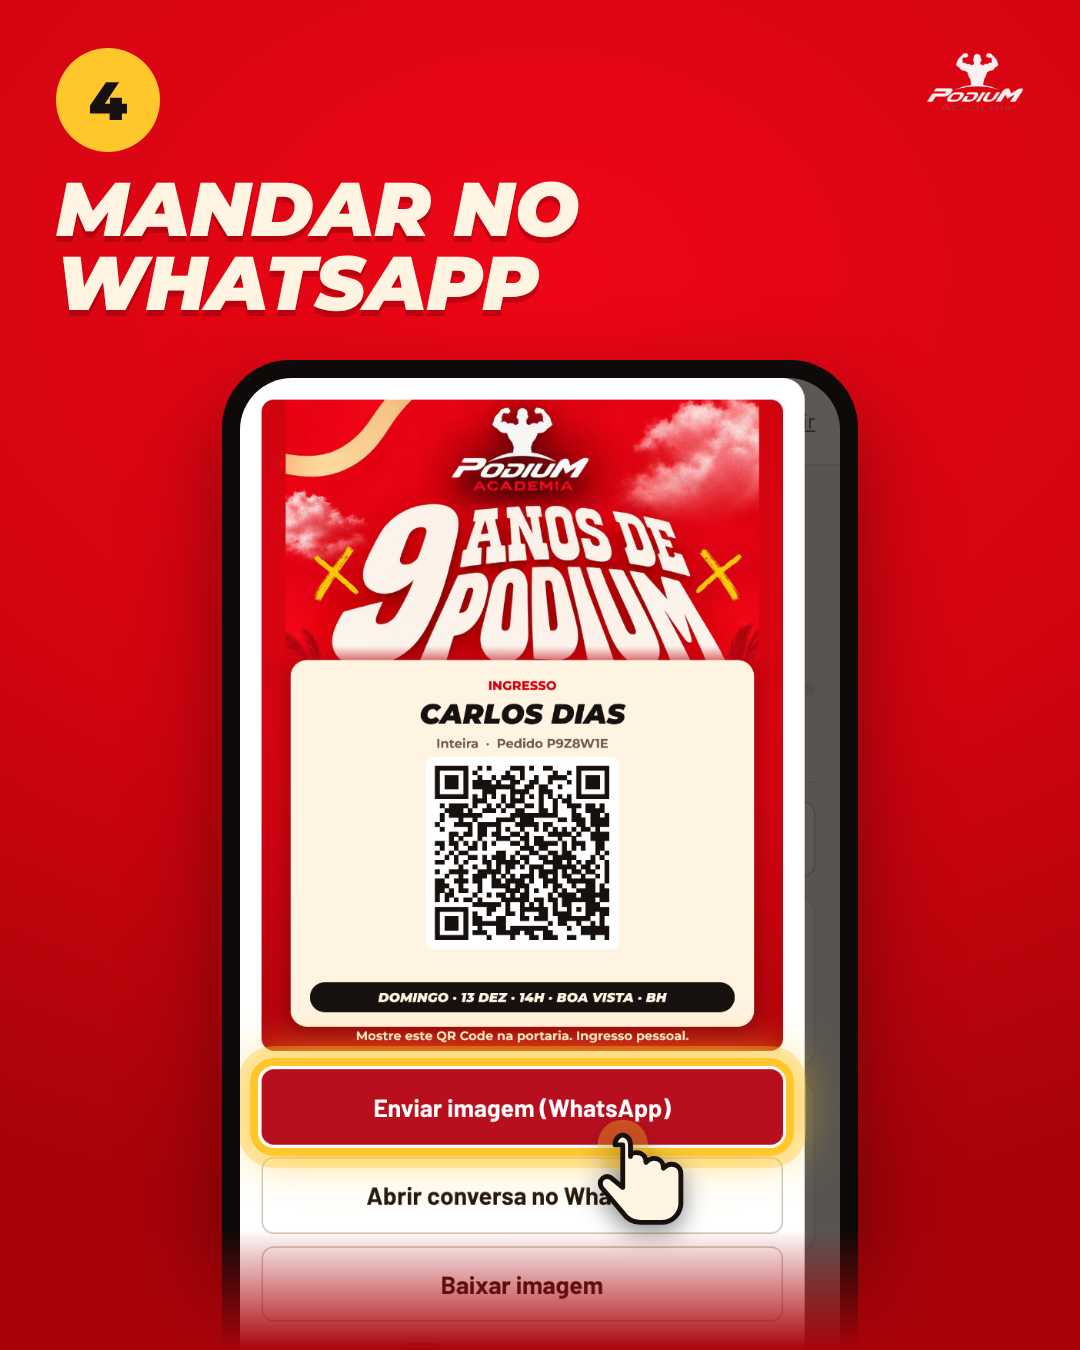 4
PODIUM
ACADEMIA
MANDAR NO
WHATSAPP
ir
PODIUM
ACADEMIA
9 ANOS DE
PODIUM
INGRESSO
CARLOS DIAS
Inteira · Pedido P9Z8W1E
DOMINGO · 13 DEZ · 14H · BOA VISTA · BH
Mostre este QR Code na portaria. Ingresso pessoal.
Enviar imagem (WhatsApp)
Abrir conversa no Wha
Baixar imagem